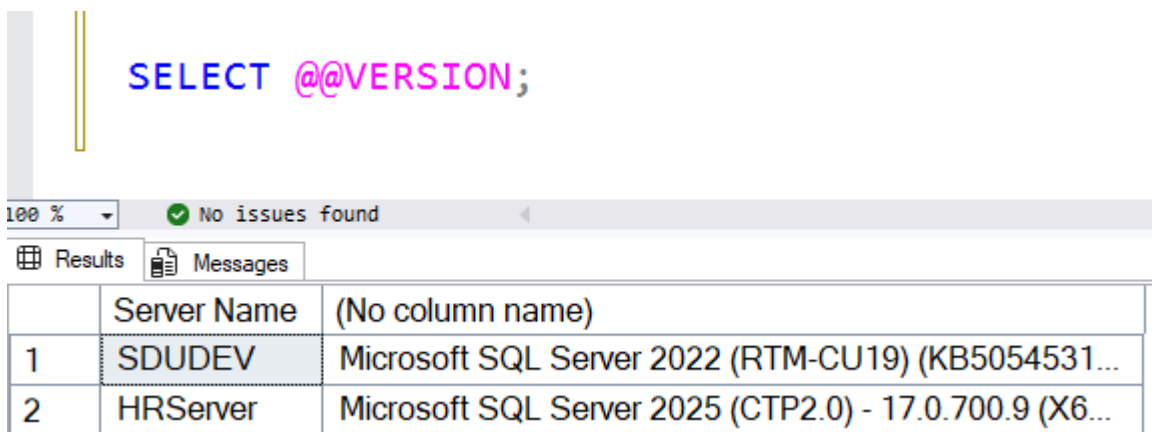 SELECT @@VERSION;
100 % No issues found
Results Messages
Server Name (No column name)
1 SDUDEV Microsoft SQL Server 2022 (RTM-CU19) (KB5054531...
2 HRServer Microsoft SQL Server 2025 (CTP2.0) - 17.0.700.9 (X6...